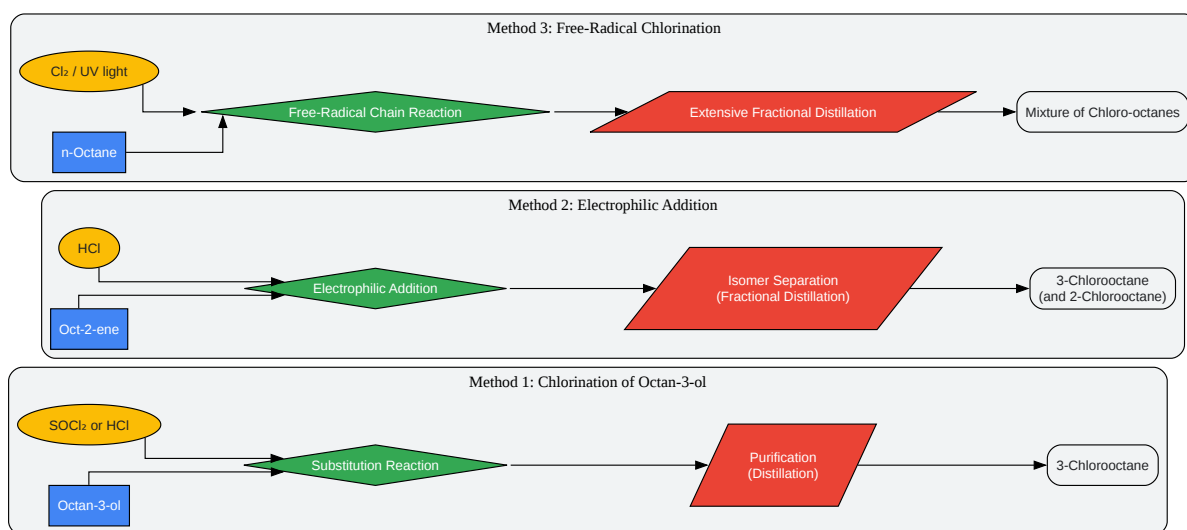 Method 3: Free-Radical Chlorination
Cl₂ / UV light
Free-Radical Chain Reaction
Extensive Fractional Distillation
Mixture of Chloro-octanes
n-Octane
Method 2: Electrophilic Addition
HCl
Electrophilic Addition
Isomer Separation
(Fractional Distillation)
3-Chlorooctane
(and 2-Chlorooctane)
Oct-2-ene
Method 1: Chlorination of Octan-3-ol
SOCl₂ or HCl
Substitution Reaction
Purification
(Distillation)
3-Chlorooctane
Octan-3-ol